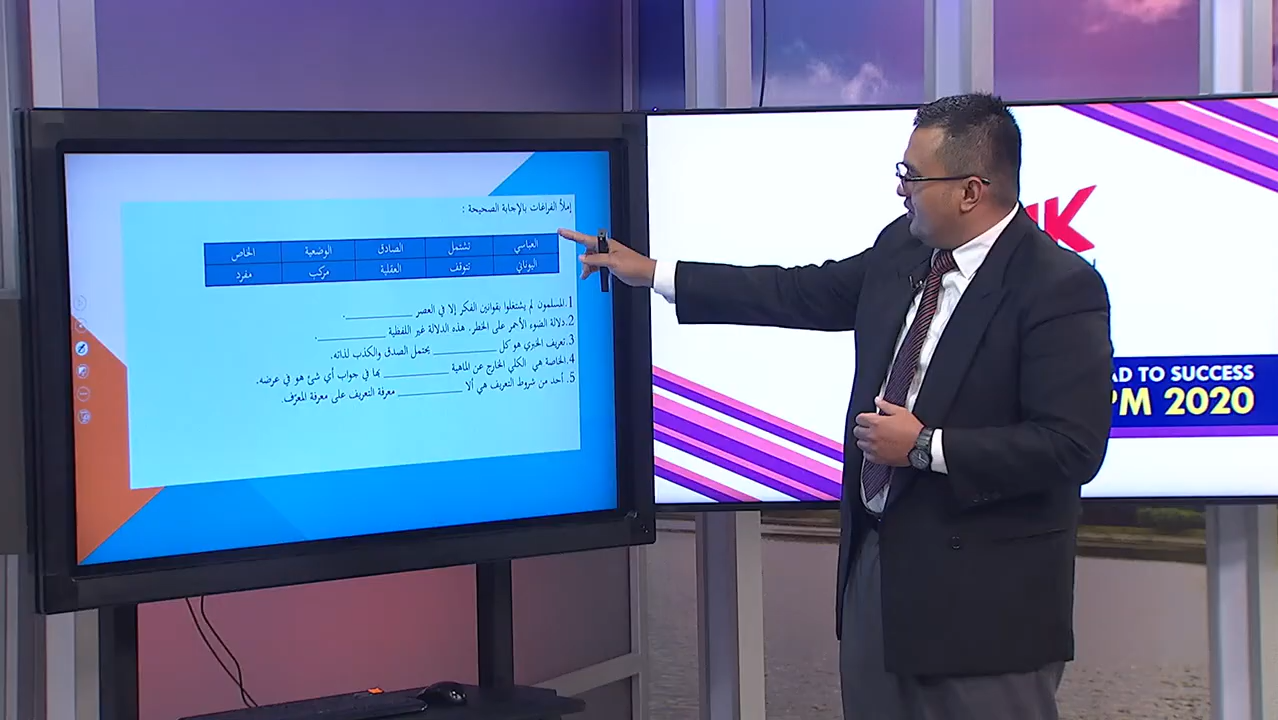 إملأ الفراغات بالإجابة الصحيحة :
العباسي تشتمل الصادق الوضعية الخاص
اليوناني تتوقف العقلية مركب مفرد
1.المسلمون لم يشتغلوا بقوانين الفكر إلا في العصر ________.
2.دلالة الضوء الأحمر على الخطر. هذه الدلالة غير اللفظية ________.
3.تعريف الخبري هو كل ________ يحتمل الصدق والكذب لذاته.
4.الخاصة هي الكلي الخارج عن الماهية ________ بما في جواب أي شئ هو في عرضه.
5. أحد من شروط التعريف هي ألا ________ معرفة التعريف على معرفة المعرّف.
K
AD TO SUCCESS
PM 2020